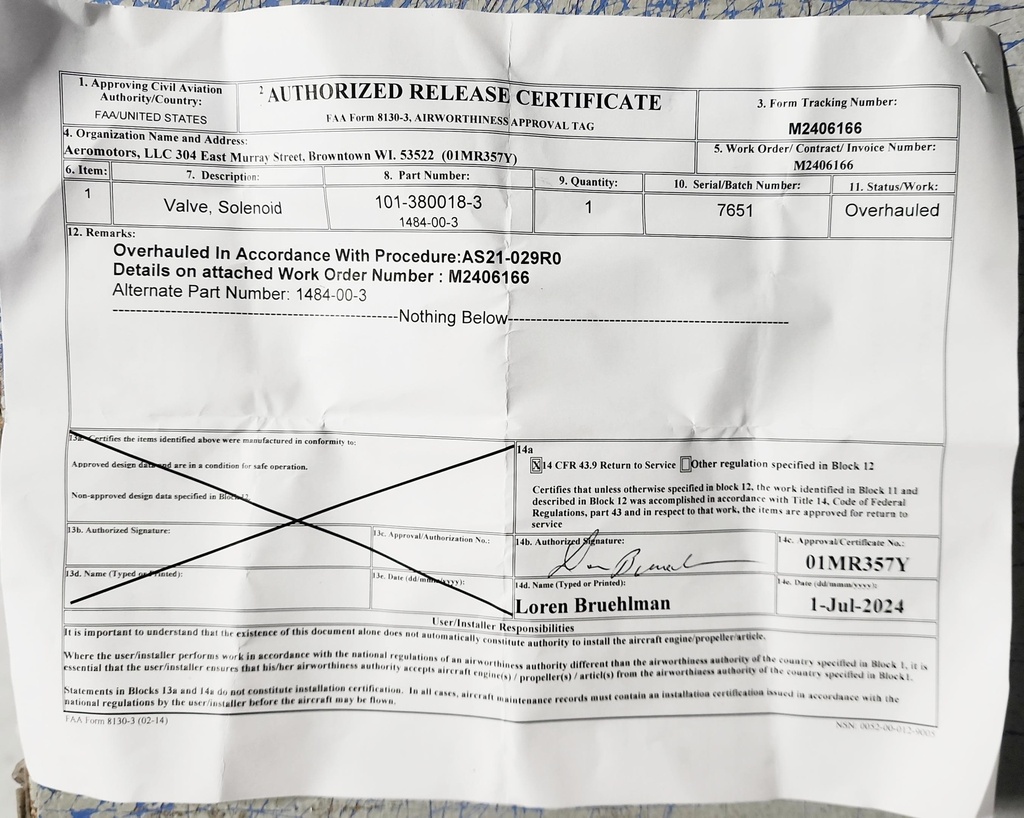 1. Approving Civil Aviation
Authority/Country:
FAA/UNITED STATES
2 AUTHORIZED RELEASE CERTIFICATE
FAA Form 8130-3, AIRWORTHINESS APPROVAL TAG
3. Form Tracking Number:
M2406166
4. Organization Name and Address:
Aeromotors, LLC 304 East Murray Street, Browntown WI. 53522 (01MR357Y)
5. Work Order/ Contract/ Invoice Number:
M2406166
6. Item:
1
7. Description:
Valve, Solenoid
8. Part Number:
101-380018-3
1484-00-3
9. Quantity:
1
10. Serial/Batch Number:
7651
11. Status/Work:
Overhauled
12. Remarks:
Overhauled In Accordance With Procedure:AS21-029R0
Details on attached Work Order Number : M2406166
Alternate Part Number: 1484-00-3
--------------------------------------------Nothing Below-------------------------------------------
13a. Certifies the items identified above were manufactured in conformity to:
Approved design data and are in a condition for safe operation.
Non-approved design data specified in Block 12
13b. Authorized Signature:
13c. Approval/Authorization No.:
13d. Name (Typed or Printed):
13e. Date (dd/mmm/yyyy):
14a
X 14 CFR 43.9 Return to Service Other regulation specified in Block 12
Certifies that unless otherwise specified in block 12, the work identified in Block 11 and
described in Block 12 was accomplished in accordance with Title 14, Code of Federal
Regulations, part 43 and in respect to that work, the items are approved for return to
service
14b. Authorized Signature:
14c. Approval/Certificate No.:
01MR357Y
14d. Name (Typed or Printed):
Loren Bruehlman
14e. Date (dd/mmm/yyyy):
1-Jul-2024
User/Installer Responsibilities
It is important to understand that the existence of this document alone does not automatically constitute authority to install the aircraft engine/propeller/article.
Where the user/installer performs work in accordance with the national regulations of an airworthiness authority different than the airworthiness authority of the country specified in Block 1, it is
essential that the user/installer ensures that his/her airworthiness authority accepts aircraft engine(s) / propeller(s) / article(s) from the airworthiness authority of the country specified in Block1.
Statements in Blocks 13a and 14a do not constitute installation certification. In all cases, aircraft maintenance records must contain an installation certification issued in accordance with the
national regulations by the user/installer before the aircraft may be flown.
FAA Form 8130-3 (02-14)
NSN: 0052-00-012-9005